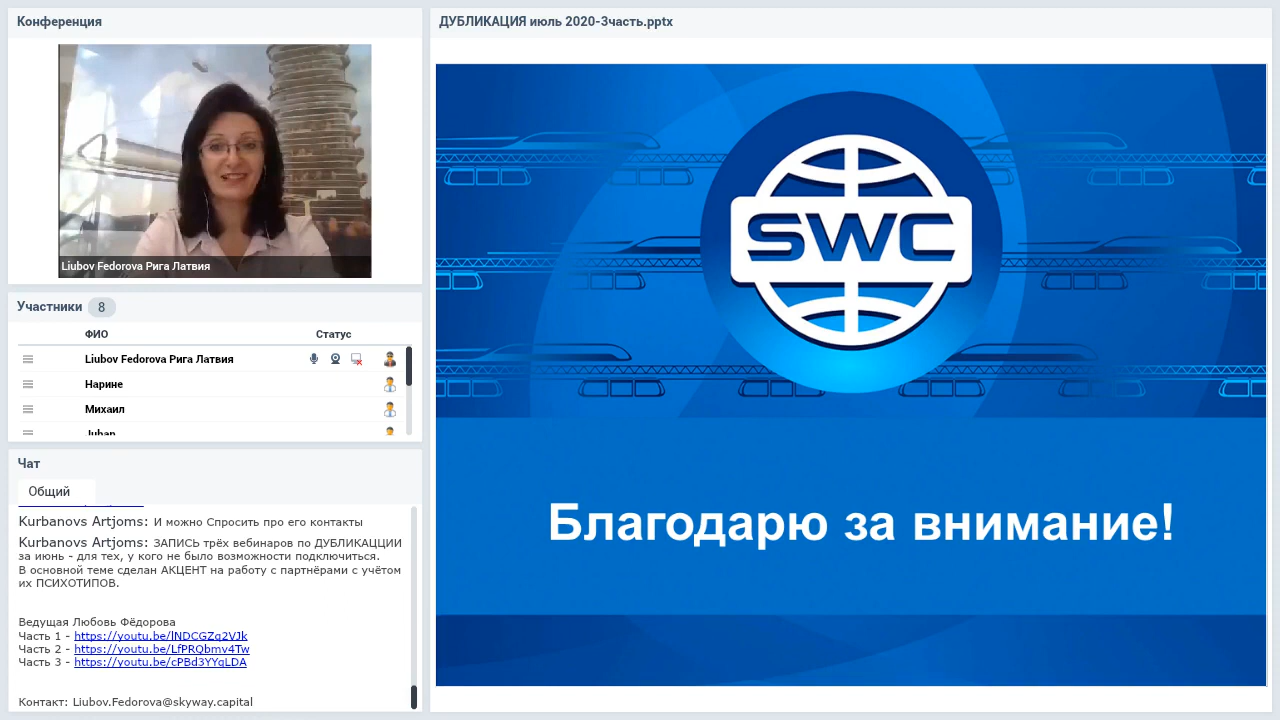 Конференция
Liubov Fedorova Рига Латвия
Участники 8
ФИО Статус
Liubov Fedorova Рига Латвия
Нарине
Михаил
Чат
Общий
Kurbanovs Artjoms: И можно Спросить про его контакты
Kurbanovs Artjoms: ЗАПИСЬ трёх вебинаров по ДУБЛИКАЦЦИИ
за июнь - для тех, у кого не было возможности подключиться.
В основной теме сделан АКЦЕНТ на работу с партнёрами с учётом
их ПСИХОТИПОВ.
Ведущая Любовь Фёдорова
Часть 1 - https://youtu.be/lNDCGZq2VJk
Часть 2 - https://youtu.be/LfPRQbmv4Tw
Часть 3 - https://youtu.be/cPBd3YYqLDA
Контакт: Liubov.Fedorova@skyway.capital
ДУБЛИКАЦИЯ июль 2020-3часть.pptx
SWC
Благодарю за внимание!